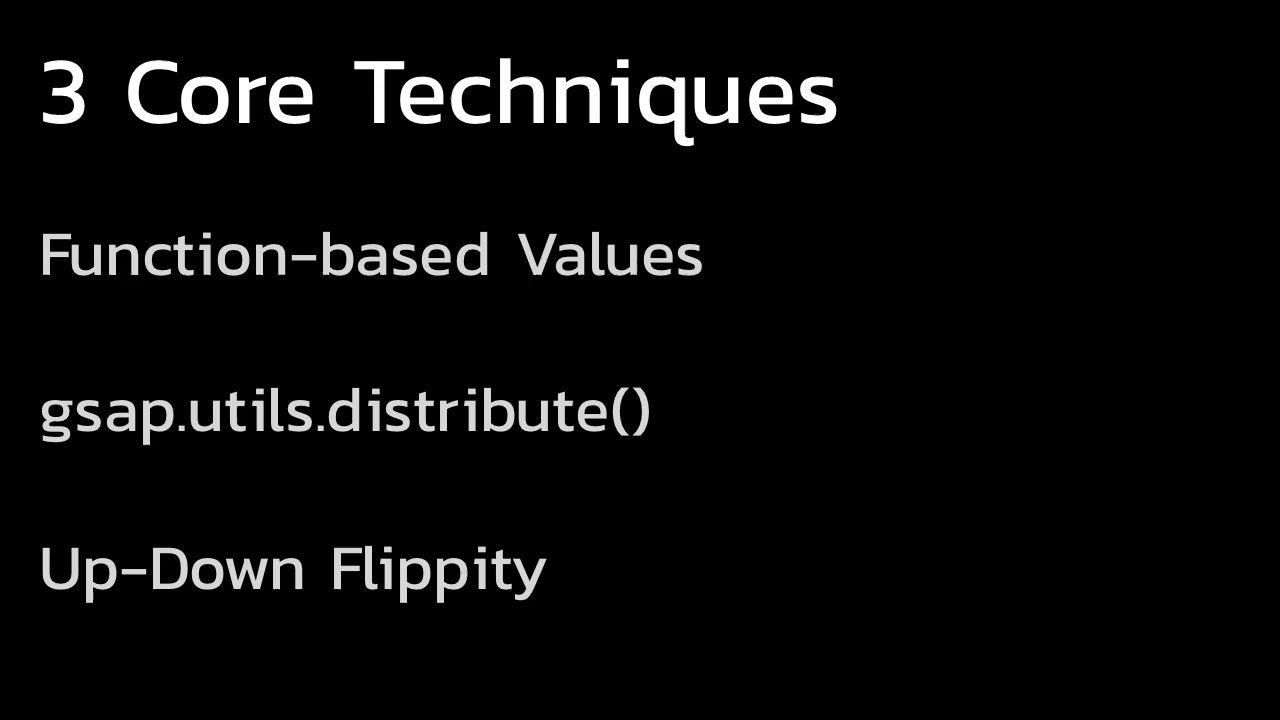 3 Core Techniques
Function-based Values
gsap.utils.distribute()
Up-Down Flippity